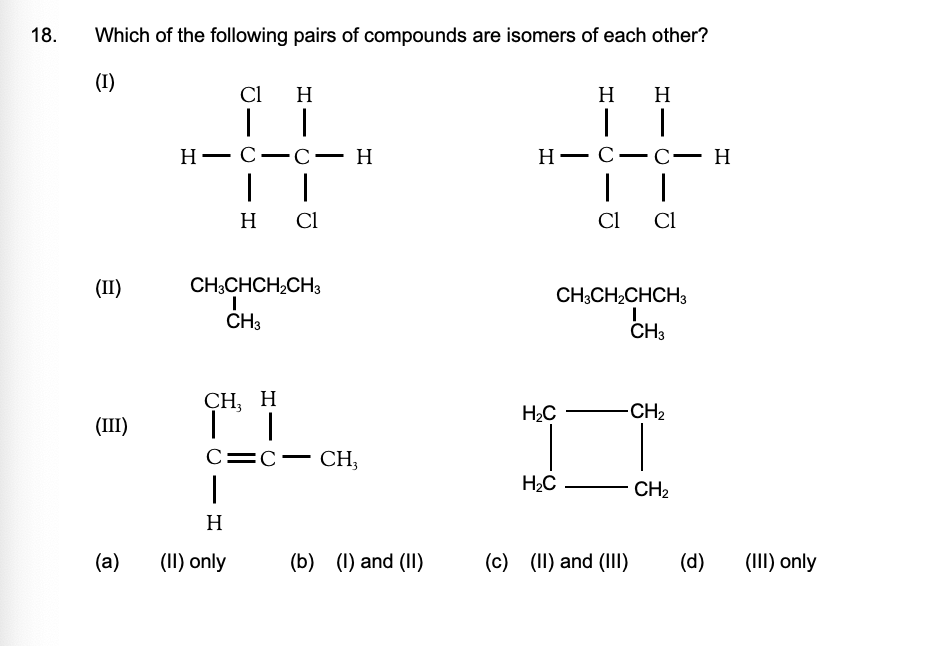 18. Which of the following pairs of compounds are isomers of each other?
(I)
Cl H H H
H — C — C — H H — C — C — H
H Cl Cl Cl
(II) CH₃CHCH₂CH₃ CH₃CH₂CHCH₃
CH₃ CH₃
(III) CH₃ H H₂C CH₂
C = C — CH₃ H₂C CH₂
H
(a) (II) only (b) (I) and (II) (c) (II) and (III) (d) (III) only